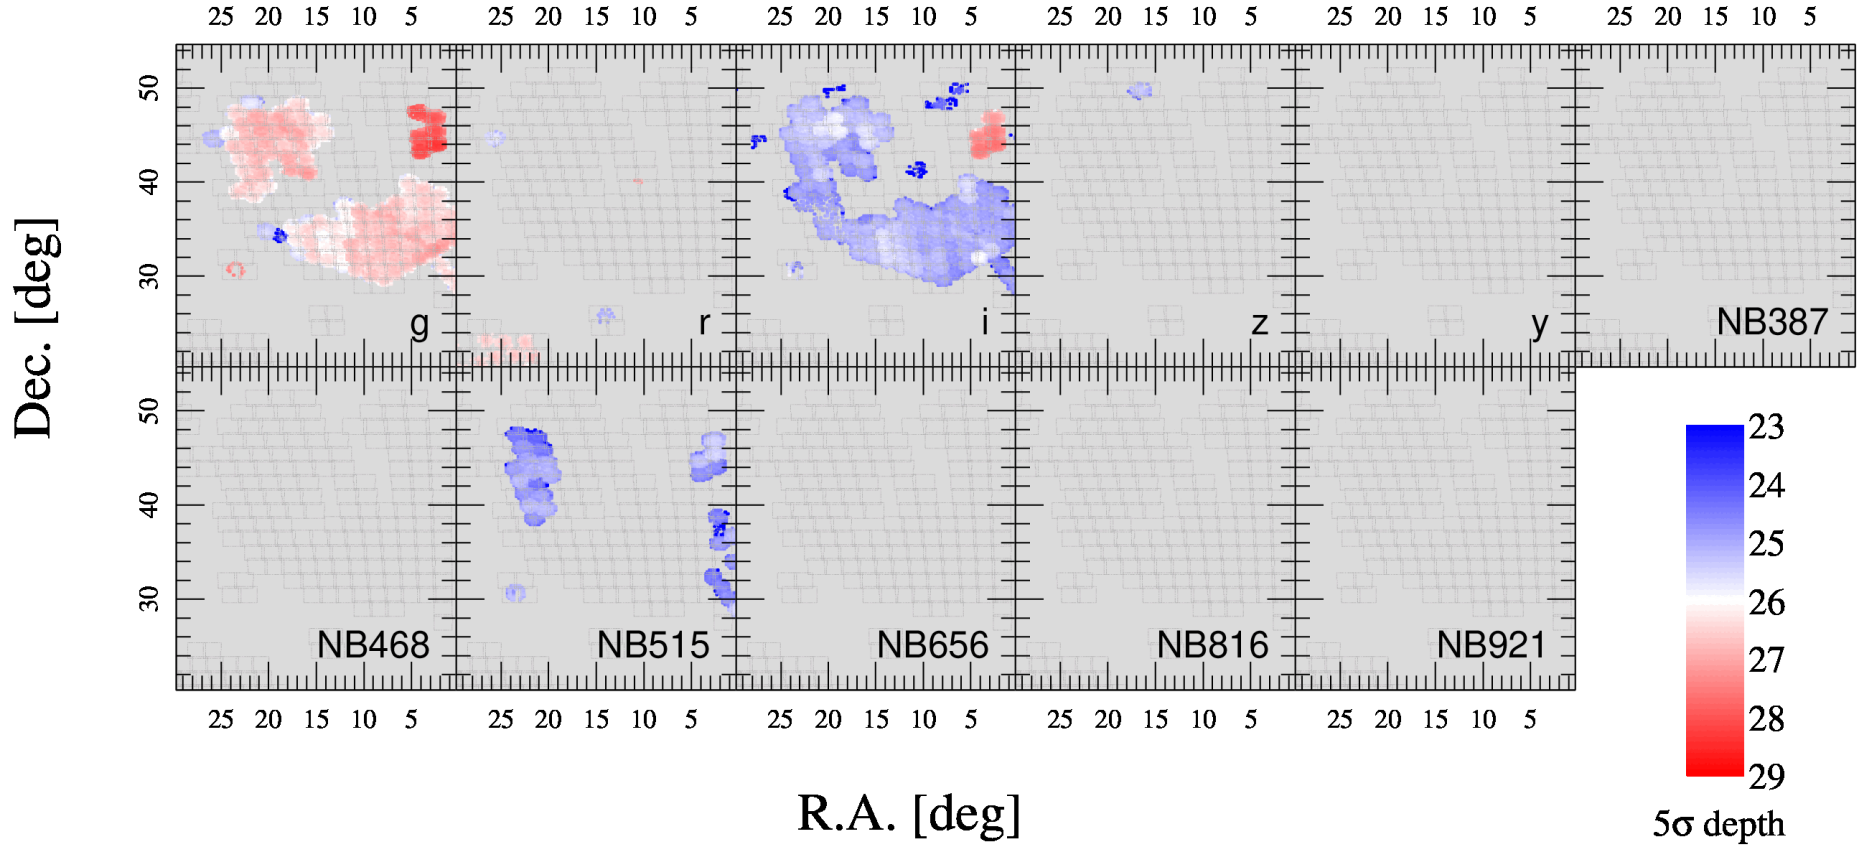 25 20 15 10 5 25 20 15 10 5 25 20 15 10 5 25 20 15 10 5 25 20 15 10 5 25 20 15 10 5
Dec. [deg]
50
40
30
g r i z y NB387
50
40
30
NB468 NB515 NB656 NB816 NB921
25 20 15 10 5 25 20 15 10 5 25 20 15 10 5 25 20 15 10 5 25 20 15 10 5
R.A. [deg]
23
24
25
26
27
28
29
5σ depth